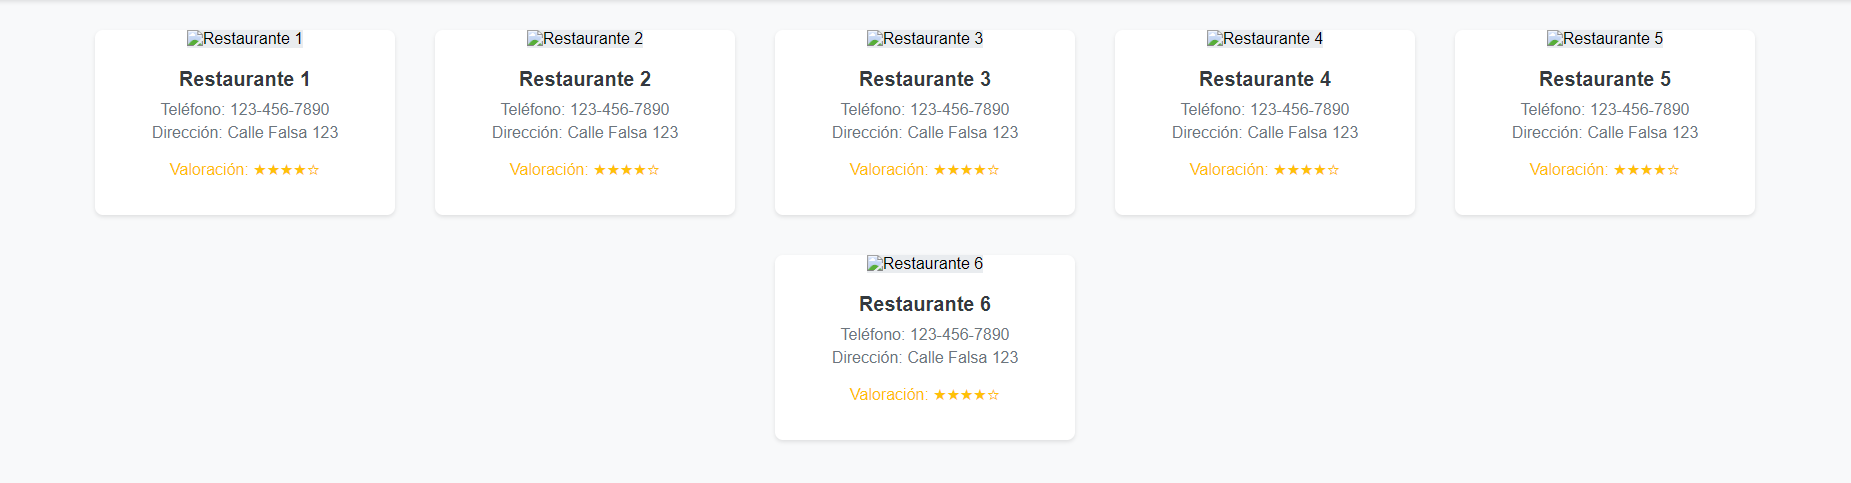 Restaurante 1
Restaurante 1
Teléfono: 123-456-7890
Dirección: Calle Falsa 123
Valoración: ★★★★☆
Restaurante 2
Restaurante 2
Teléfono: 123-456-7890
Dirección: Calle Falsa 123
Valoración: ★★★★☆
Restaurante 3
Restaurante 3
Teléfono: 123-456-7890
Dirección: Calle Falsa 123
Valoración: ★★★★☆
Restaurante 4
Restaurante 4
Teléfono: 123-456-7890
Dirección: Calle Falsa 123
Valoración: ★★★★☆
Restaurante 5
Restaurante 5
Teléfono: 123-456-7890
Dirección: Calle Falsa 123
Valoración: ★★★★☆
Restaurante 6
Restaurante 6
Teléfono: 123-456-7890
Dirección: Calle Falsa 123
Valoración: ★★★★☆